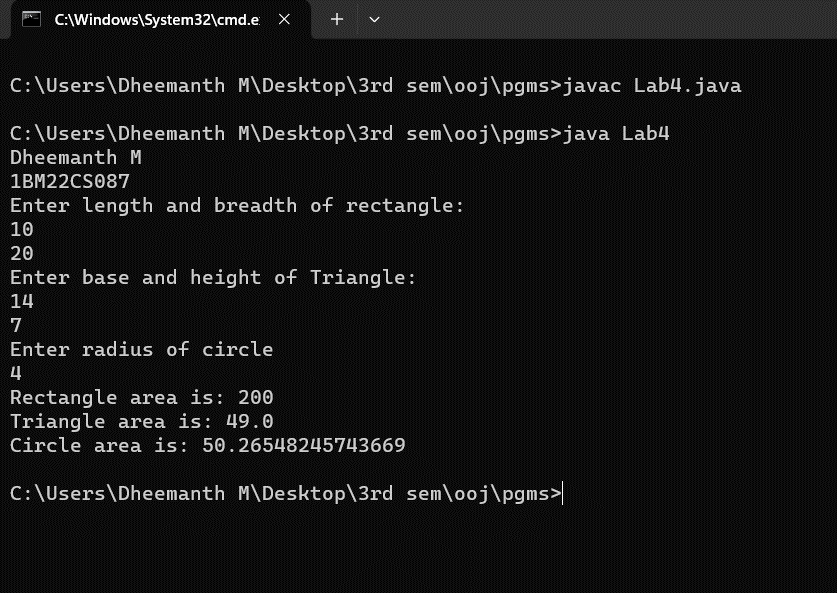 C:\Windows\System32\cmd.e
C:\Users\Dheemanth M\Desktop\3rd sem\ooj\pgms>javac Lab4.java
C:\Users\Dheemanth M\Desktop\3rd sem\ooj\pgms>java Lab4
Dheemanth M
1BM22CS087
Enter length and breadth of rectangle:
10
20
Enter base and height of Triangle:
14
7
Enter radius of circle
4
Rectangle area is: 200
Triangle area is: 49.0
Circle area is: 50.26548245743669
C:\Users\Dheemanth M\Desktop\3rd sem\ooj\pgms>